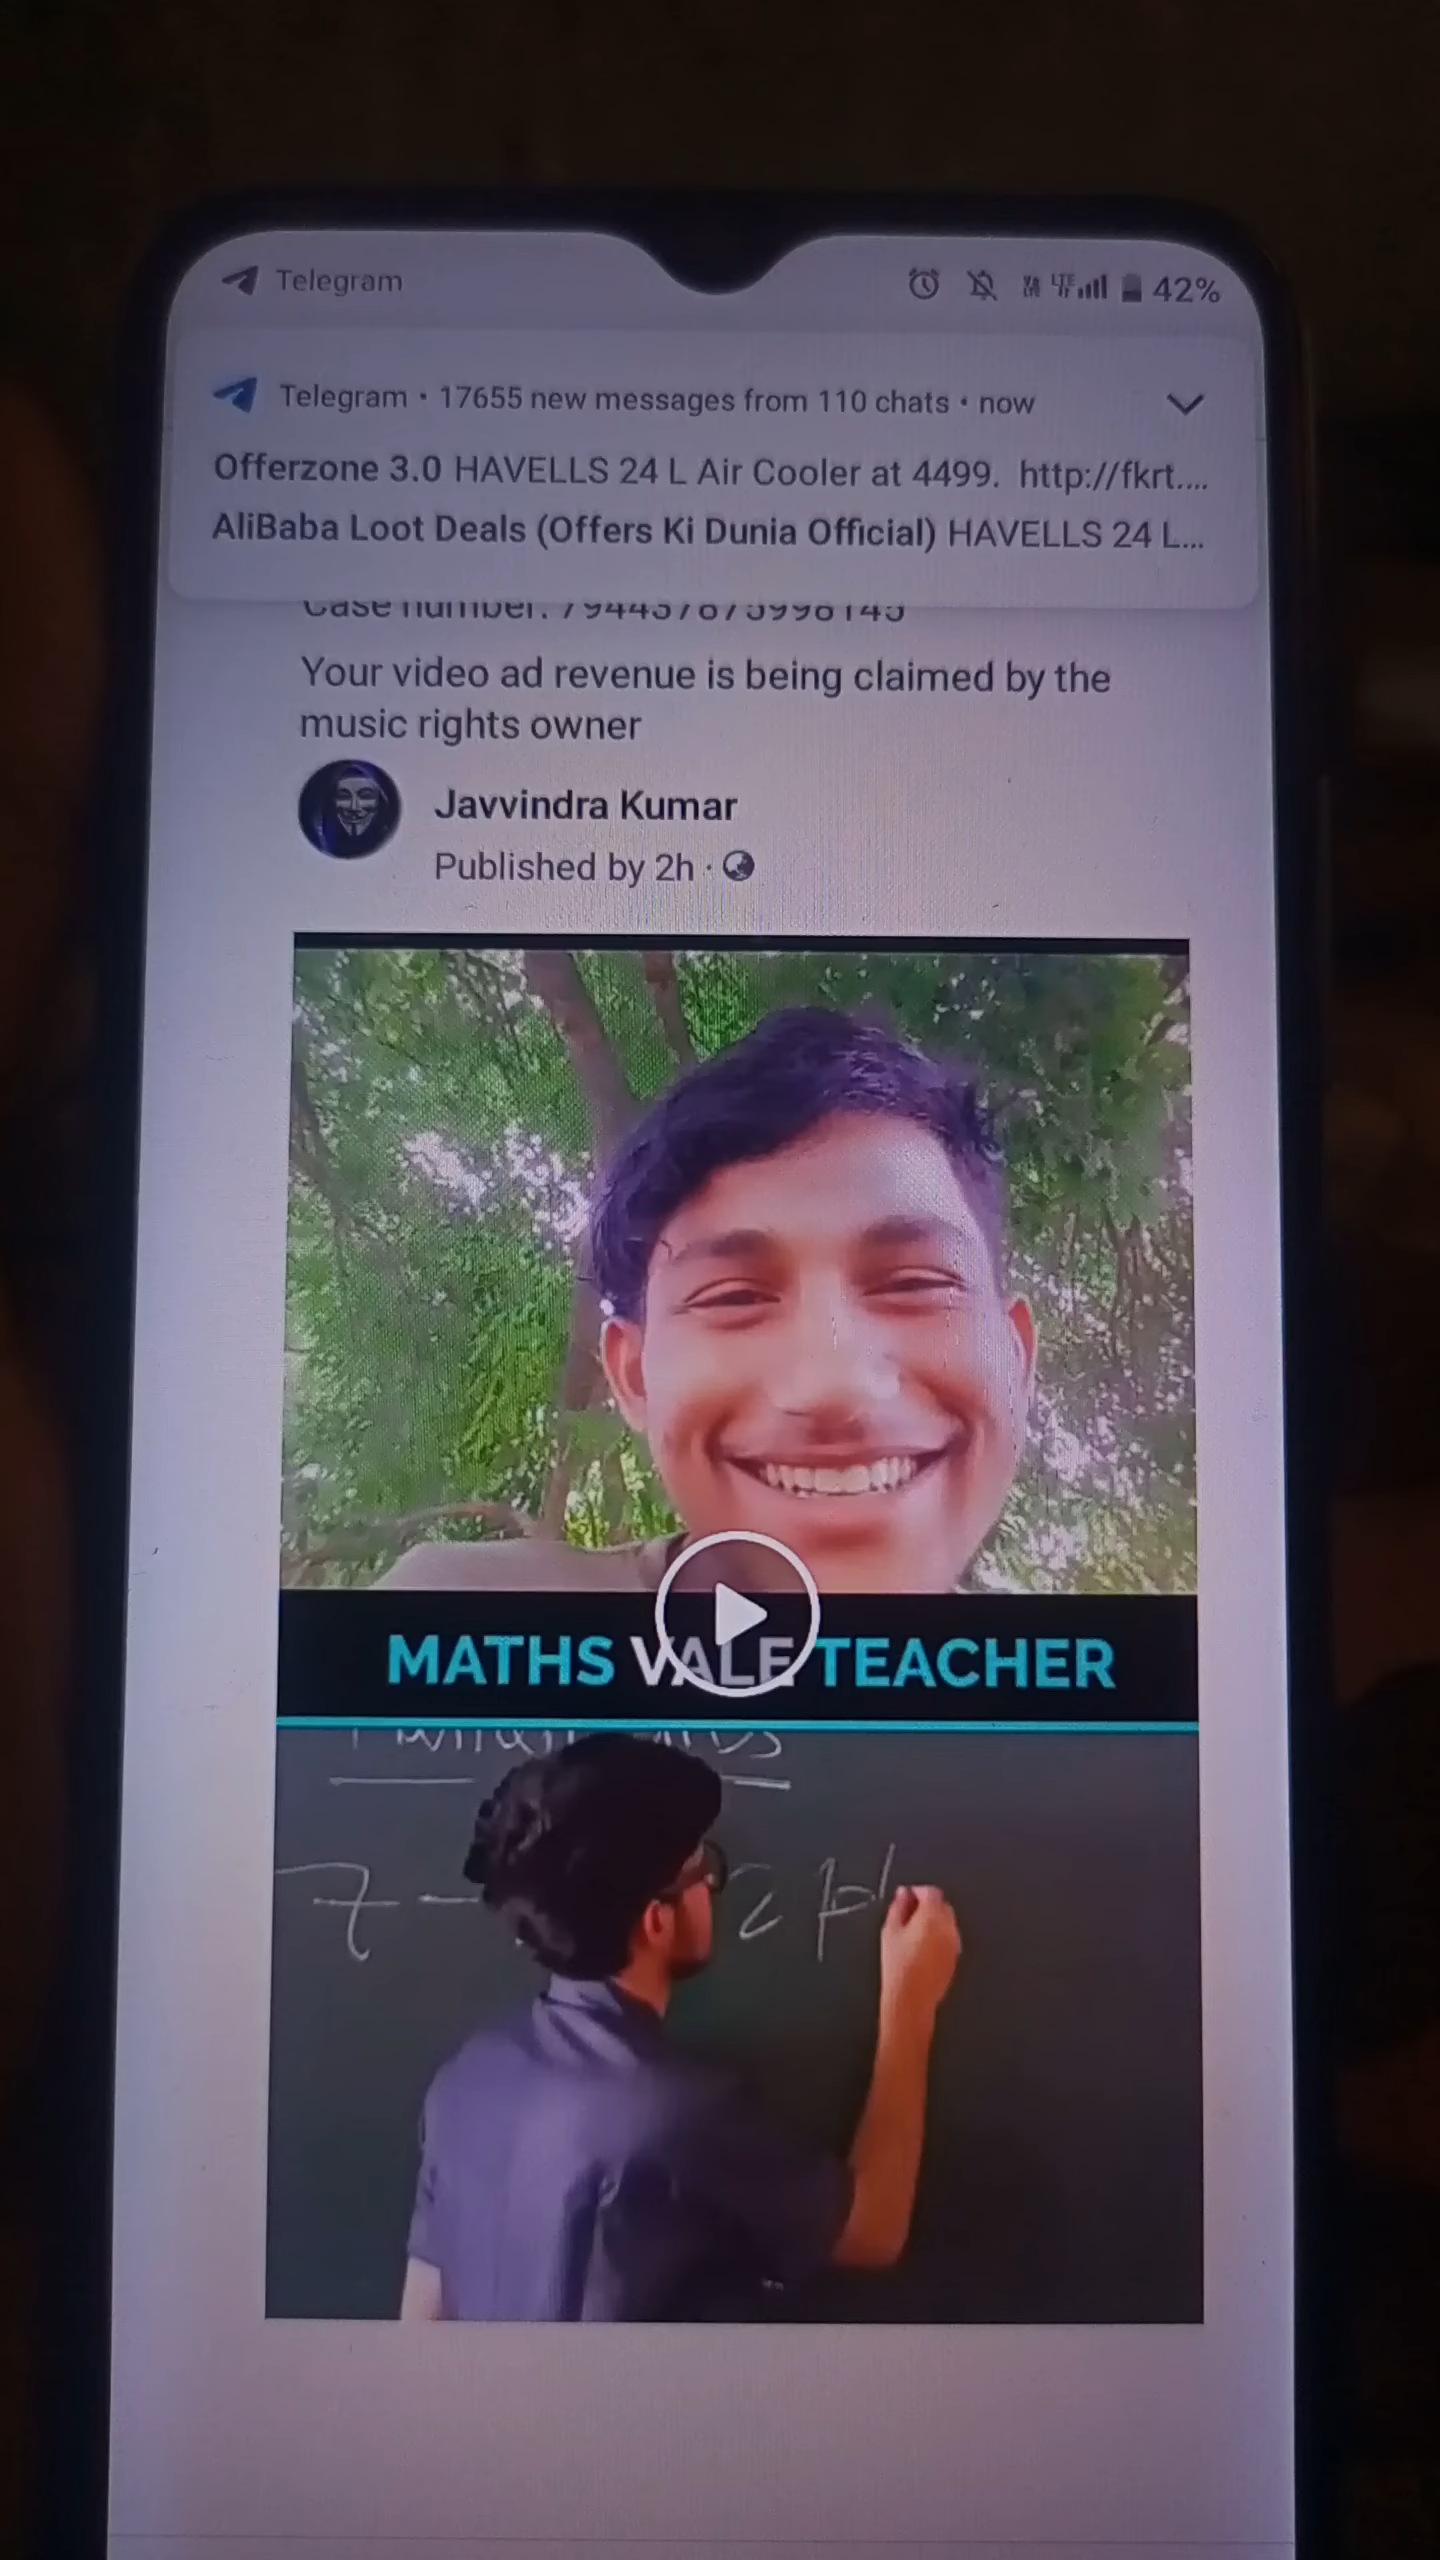 Telegram
42%
Telegram • 17655 new messages from 110 chats • now
Offerzone 3.0 HAVELLS 24 L Air Cooler at 4499. http://fkrt....
AliBaba Loot Deals (Offers Ki Dunia Official) HAVELLS 24 L...
Case number:
Your video ad revenue is being claimed by the
music rights owner
Javvindra Kumar
Published by 2h ·
MATHS VALE TEACHER
7 -